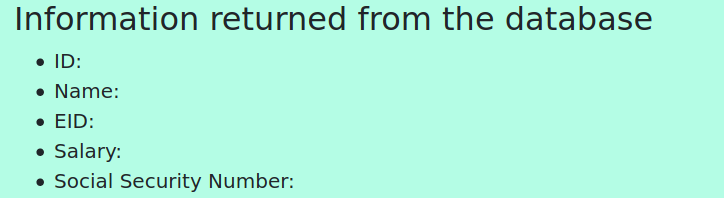 Information returned from the database
ID:
Name:
EID:
Salary:
Social Security Number: